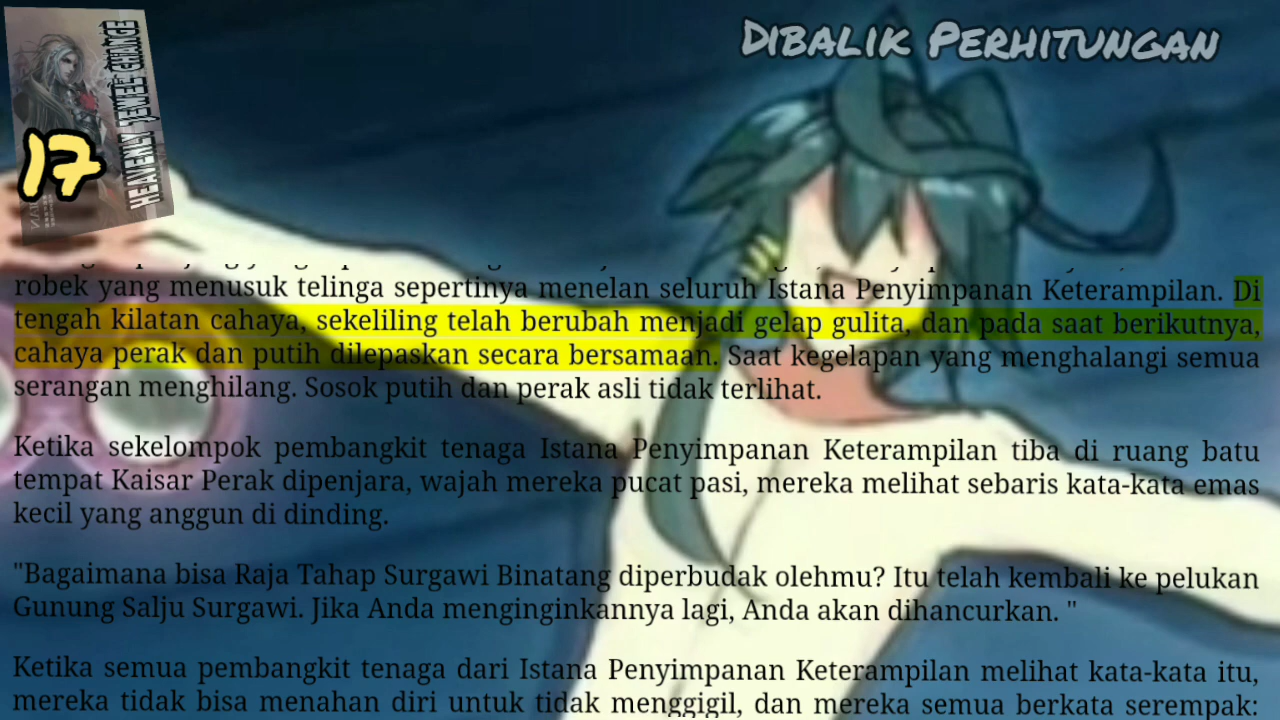 DIBALIK PERHITUNGAN
HEAVENLY JEWEL CHANGE
17
robek yang menusuk telinga sepertinya menelan seluruh Istana Penyimpanan Keterampilan. Di
tengah kilatan cahaya, sekeliling telah berubah menjadi gelap gulita, dan pada saat berikutnya,
cahaya perak dan putih dilepaskan secara bersamaan. Saat kegelapan yang menghalangi semua
serangan menghilang. Sosok putih dan perak asli tidak terlihat.
Ketika sekelompok pembangkit tenaga Istana Penyimpanan Keterampilan tiba di ruang batu
tempat Kaisar Perak dipenjara, wajah mereka pucat pasi, mereka melihat sebaris kata-kata emas
kecil yang anggun di dinding.
"Bagaimana bisa Raja Tahap Surgawi Binatang diperbudak olehmu? Itu telah kembali ke pelukan
Gunung Salju Surgawi. Jika Anda menginginkannya lagi, Anda akan dihancurkan. "
Ketika semua pembangkit tenaga dari Istana Penyimpanan Keterampilan melihat kata-kata itu,
mereka tidak bisa menahan diri untuk tidak menggigil, dan mereka semua berkata serempak: